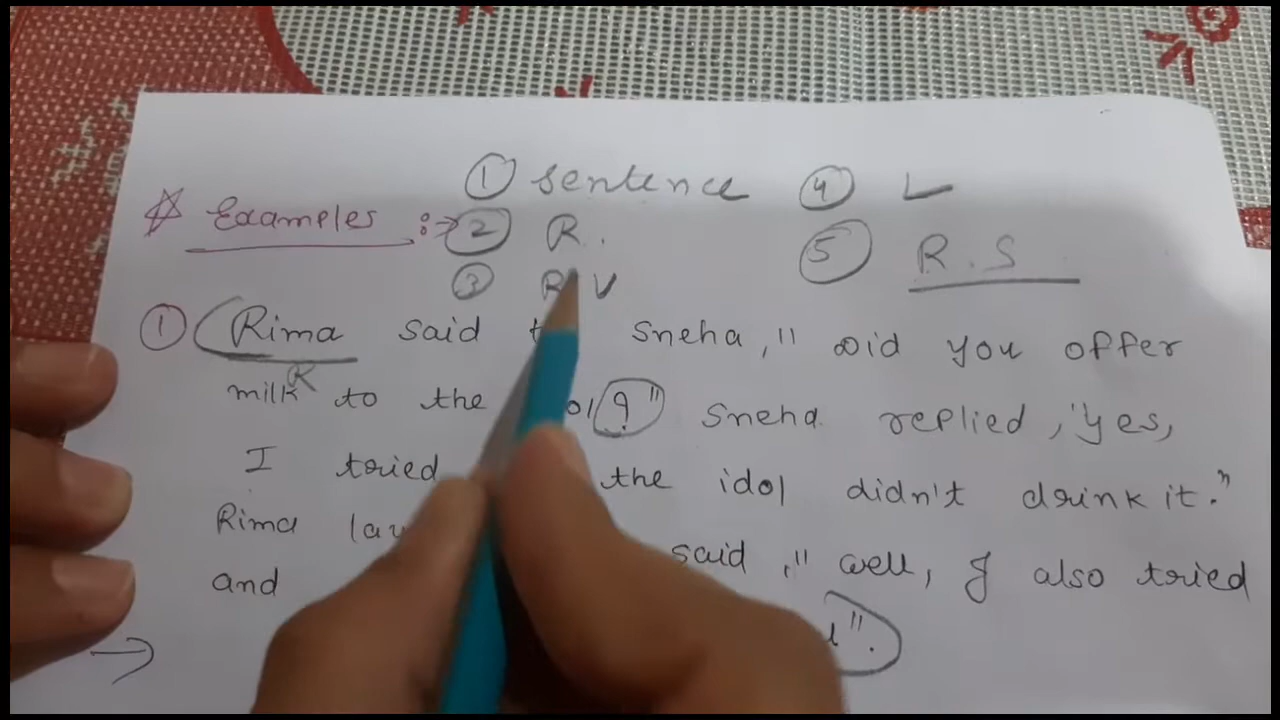 ① sentence ④ L
☆ Examples :→ ② R.
⑤ R.S
③ R V
① Rima said Sneha, " Did you offer
R
milk to the ?" Sneha replied, "Yes,
I tried the idol didn't drink it."
Rima said ," well, I also tried
and ".
→